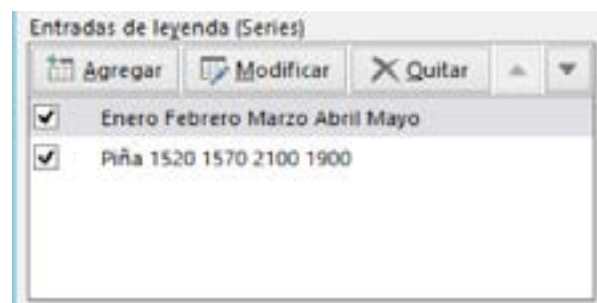 Entradas de leyenda (Series)
Agregar Modificar Quitar
Enero Febrero Marzo Abril Mayo
Piña 1520 1570 2100 1900